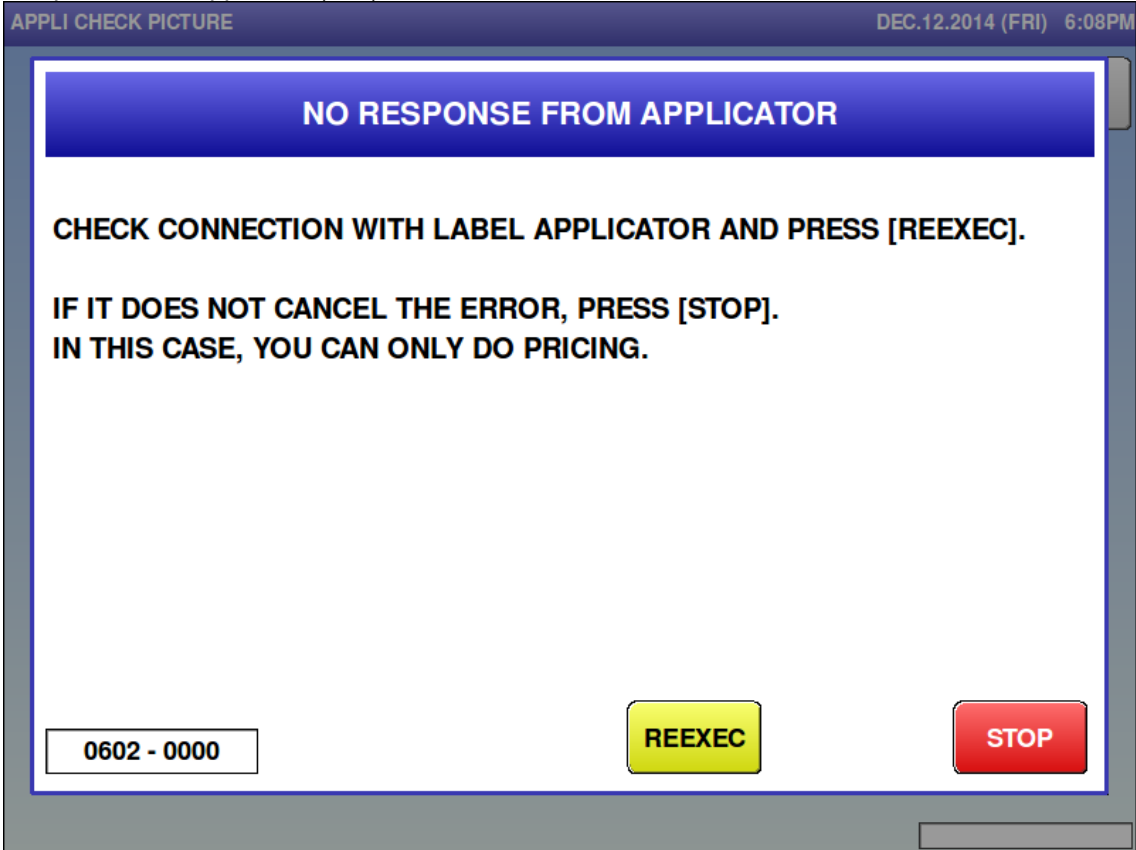 APPLI CHECK PICTURE DEC.12.2014 (FRI) 6:08PM
NO RESPONSE FROM APPLICATOR
CHECK CONNECTION WITH LABEL APPLICATOR AND PRESS [REEXEC].
IF IT DOES NOT CANCEL THE ERROR, PRESS [STOP].
IN THIS CASE, YOU CAN ONLY DO PRICING.
0602 - 0000 REEXEC STOP